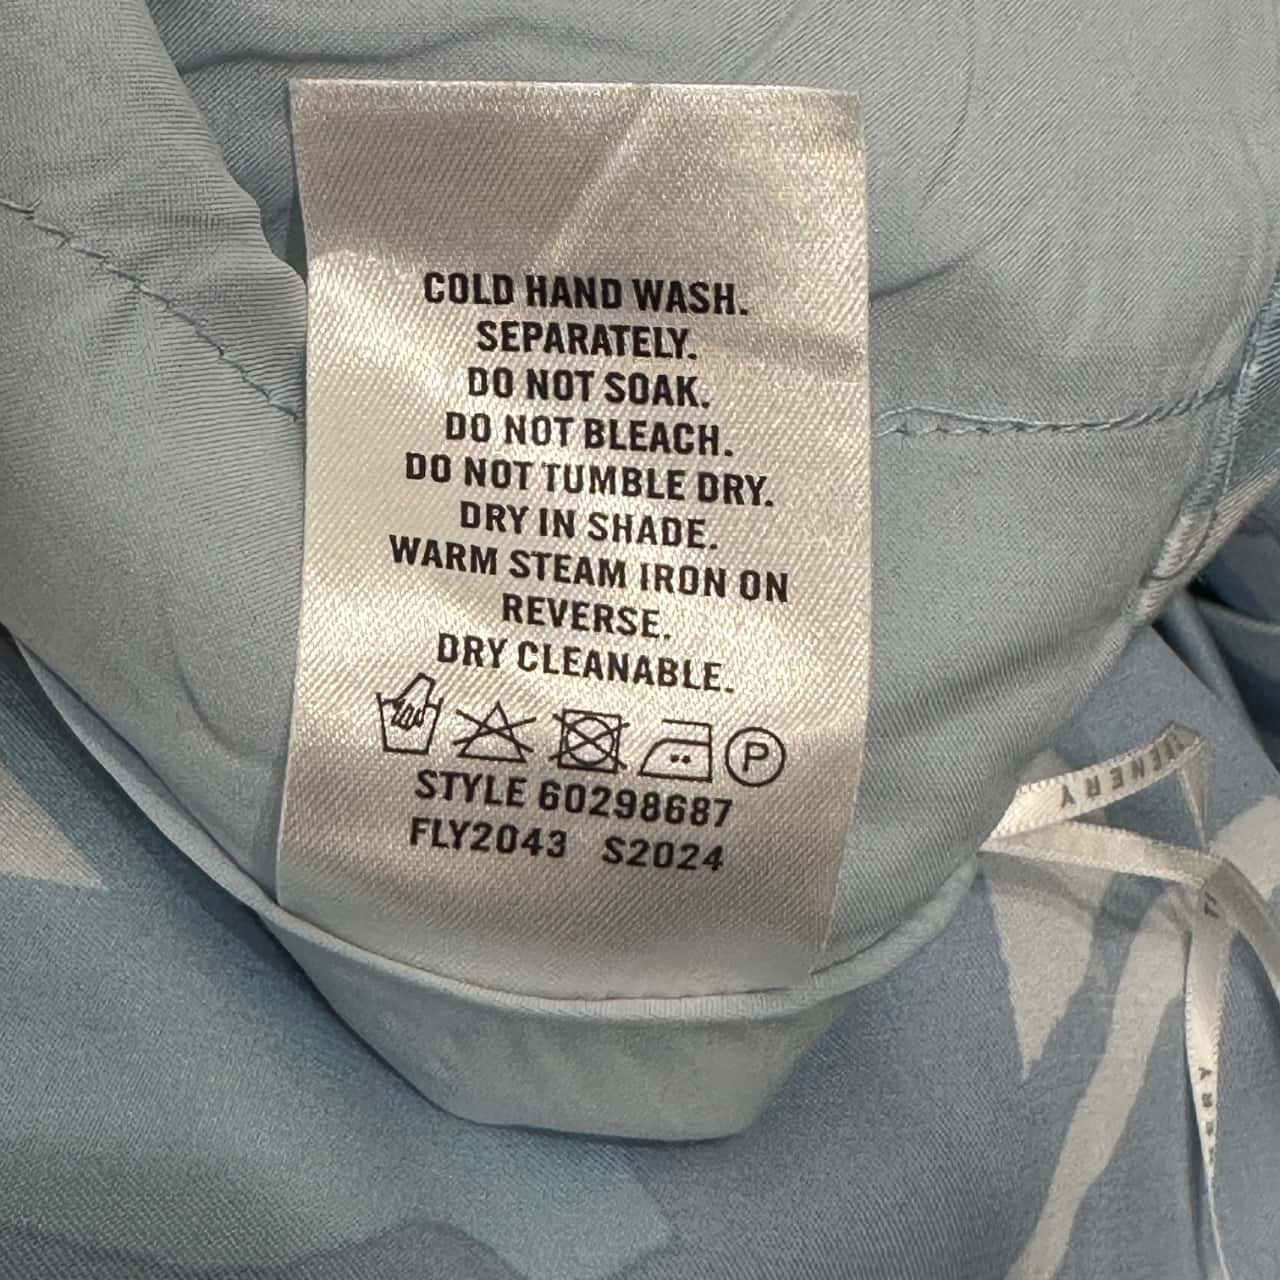 COLD HAND WASH.
SEPARATELY.
DO NOT SOAK.
DO NOT BLEACH.
DO NOT TUMBLE DRY.
DRY IN SHADE.
WARM STEAM IRON ON
REVERSE.
DRY CLEANABLE.
P
STYLE 60298687
FLY2043 S2024